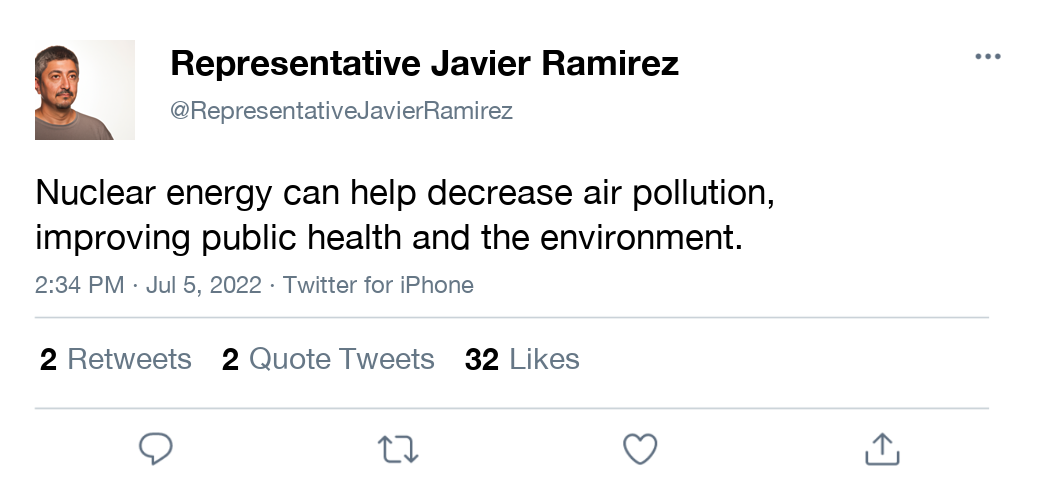 Representative Javier Ramirez
@RepresentativeJavierRamirez
Nuclear energy can help decrease air pollution,
improving public health and the environment.
2:34 PM · Jul 5, 2022 · Twitter for iPhone
2 Retweets 2 Quote Tweets 32 Likes